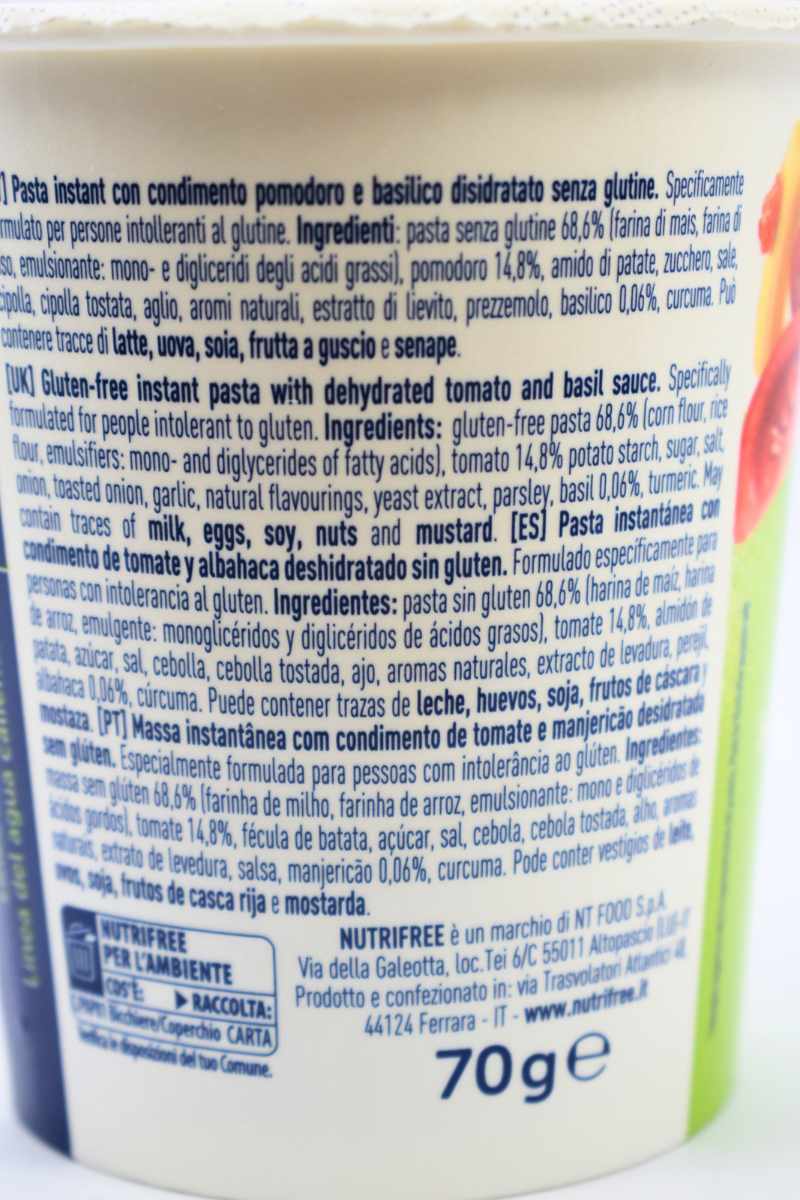 ] Pasta instant con condimento pomodoro e basilico disidratato senza glutine. Specificamente
rmulato per persone intolleranti al glutine. Ingredienti: pasta senza glutine 68,6% (farina di mais, farina di
so, emulsionante: mono- e digliceridi degli acidi grassi), pomodoro 14,8%, amido di patate, zucchero, sale,
cipolla, cipolla tostata, aglio, aromi naturali, estratto di lievito, prezzemolo, basilico 0,06%, curcuma. Può
contenere tracce di latte, uova, soia, frutta a guscio e senape.
[UK] Gluten-free instant pasta with dehydrated tomato and basil sauce. Specifically
formulated for people intolerant to gluten. Ingredients: gluten-free pasta 68,6% (corn flour, rice
flour, emulsifiers: mono- and diglycerides of fatty acids), tomato 14,8% potato starch, sugar, salt,
onion, toasted onion, garlic, natural flavourings, yeast extract, parsley, basil 0,06%, turmeric. May
contain traces of milk, eggs, soy, nuts and mustard. [ES] Pasta instantánea con
condimento de tomate y albahaca deshidratado sin gluten. Formulado específicamente para
personas con intolerancia al gluten. Ingredientes: pasta sin gluten 68,6% (harina de maíz, harina
de arroz, emulgente: monoglicéridos y diglicéridos de ácidos grasos), tomate 14,8%, almidón de
patata, azúcar, sal, cebolla, cebolla tostada, ajo, aromas naturales, extracto de levadura, perejil,
albahaca 0,06%, cúrcuma. Puede contener trazas de leche, huevos, soja, frutos de cáscara y
mostaza. [PT] Massa instantânea com condimento de tomate e manjericão desidratada
sem glúten. Especialmente formulada para pessoas com intolerância ao glúten. Ingredientes:
massa sem glúten 68,6% (farinha de milho, farinha de arroz, emulsionante: mono e diglicéridos de
ácidos gordos), tomate 14,8%, fécula de batata, açúcar, sal, cebola, cebola tostada, alho, aromas
naturais, extrato de levedura, salsa, manjericão 0,06%, curcuma. Pode conter vestígios de leite,
ovos, soja, frutos de casca rija e mostarda.
NUTRIFREE
PER L'AMBIENTE
COS'È: ▶ RACCOLTA:
Bicchiere/Coperchio CARTA
Verifica le disposizioni del tuo Comune.
NUTRIFREE è un marchio di NT FOOD S.p.A.
Via della Galeotta, loc.Tei 6/C 55011 Altopascio (LU)-IT
Prodotto e confezionato in: via Trasvolatori Atlantici 40,
44124 Ferrara - IT - www.nutrifree.it
70g e
Linea del agua